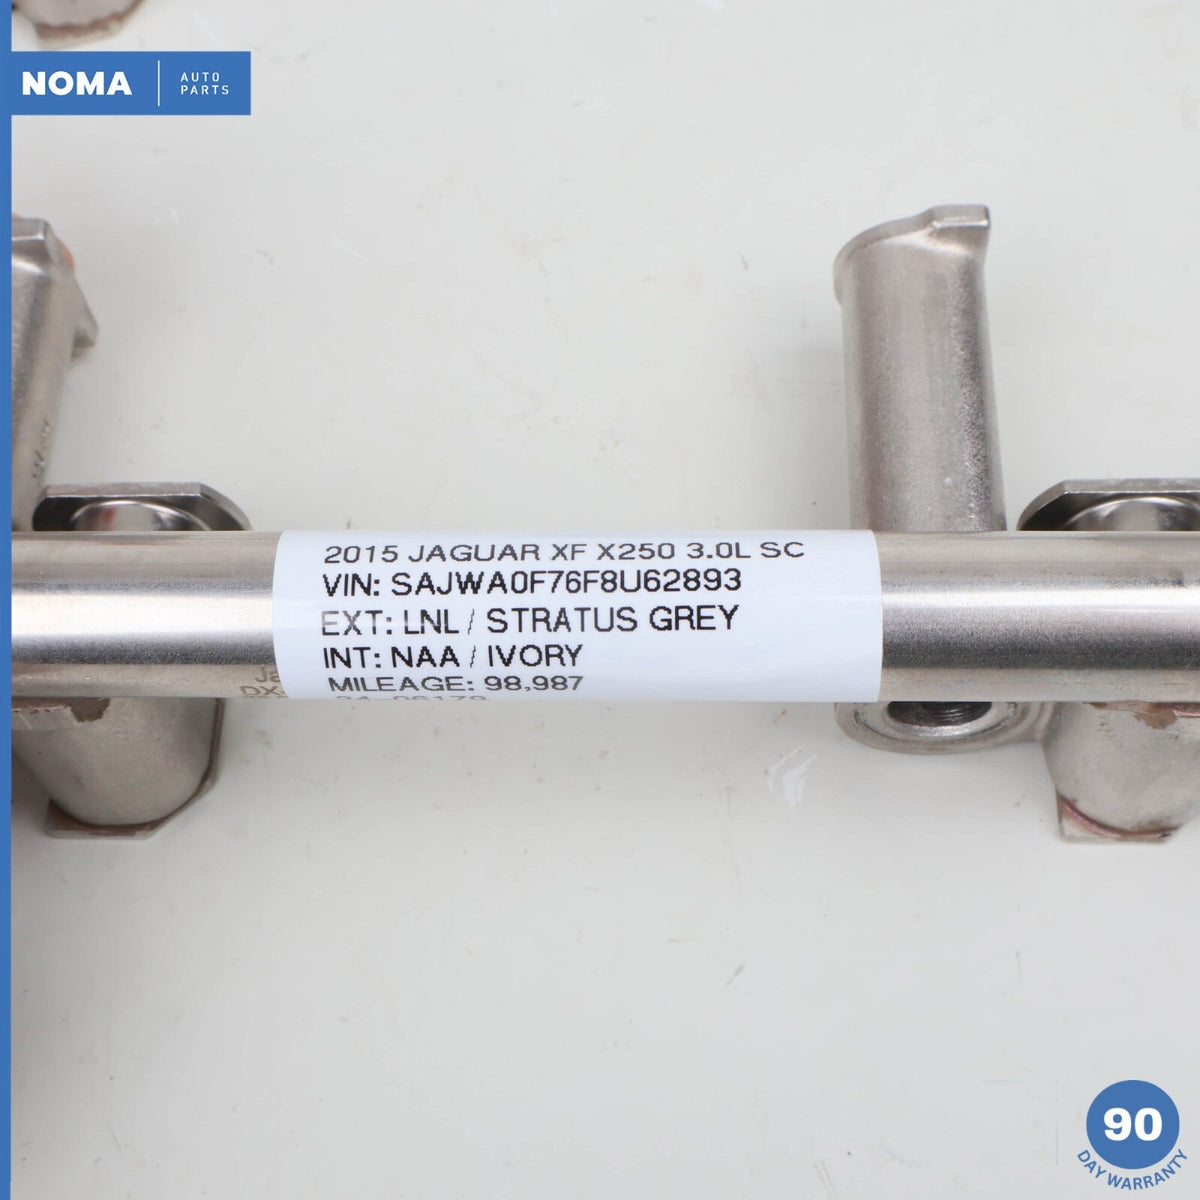 NOMA
AUTO
PARTS
2015 JAGUAR XF X250 3.0L SC
VIN: SAJWA0F76F8U62893
EXT: LNL / STRATUS GREY
INT: NAA / IVORY
MILEAGE: 98,987
90
DAY WARRANTY